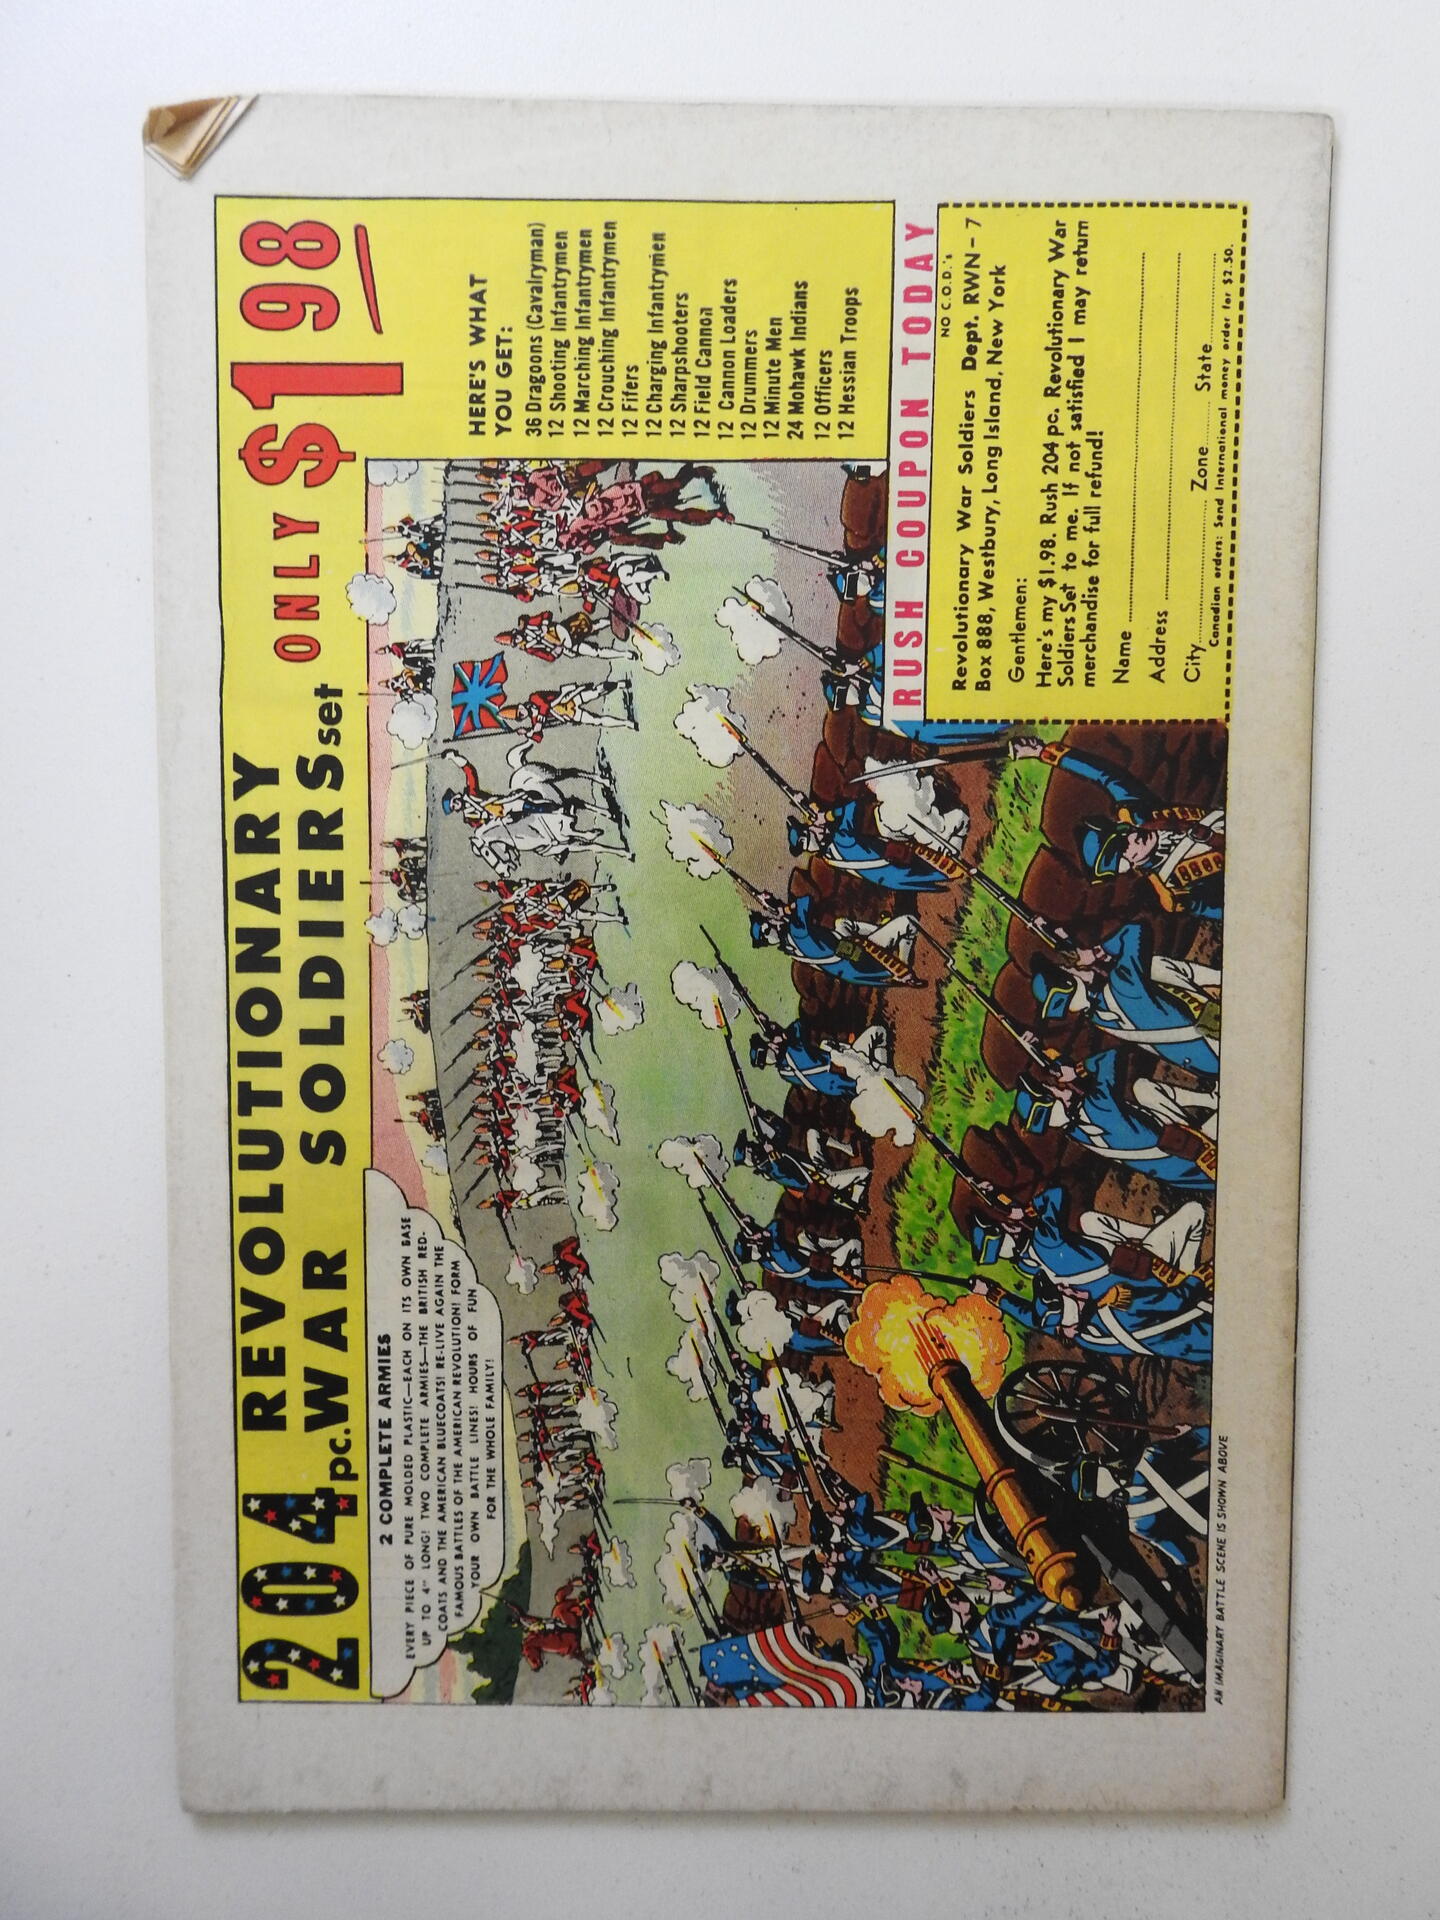 204 pc. REVOLUTIONARY
WAR SOLDIERS set
ONLY $198
2 COMPLETE ARMIES
EVERY PIECE OF PURE MOLDED PLASTIC—EACH ON ITS OWN BASE
UP TO 4" LONG! TWO COMPLETE ARMIES—THE BRITISH RED-
COATS AND THE AMERICAN BLUECOATS! RE-LIVE AGAIN THE
FAMOUS BATTLES OF THE AMERICAN REVOLUTION! FORM
YOUR OWN BATTLE LINES! HOURS OF FUN
FOR THE WHOLE FAMILY!
HERE'S WHAT
YOU GET:
36 Dragoons (Cavalryman)
12 Shooting Infantrymen
12 Marching Infantrymen
12 Crouching Infantrymen
12 Fifers
12 Charging Infantrymen
12 Sharpshooters
12 Field Cannon
12 Cannon Loaders
12 Drummers
12 Minute Men
24 Mohawk Indians
12 Officers
12 Hessian Troops
RUSH COUPON TODAY
NO C.O.D.'s
Revolutionary War Soldiers Dept. RWN - 7
Box 888, Westbury, Long Island, New York
Gentlemen:
Here's my $1.98. Rush 204 pc. Revolutionary War
Soldiers Set to me. If not satisfied I may return
merchandise for full refund!
Name
Address
City Zone State
Canadian orders: Send International money order for $2.50.
AN IMAGINARY BATTLE SCENE IS SHOWN ABOVE